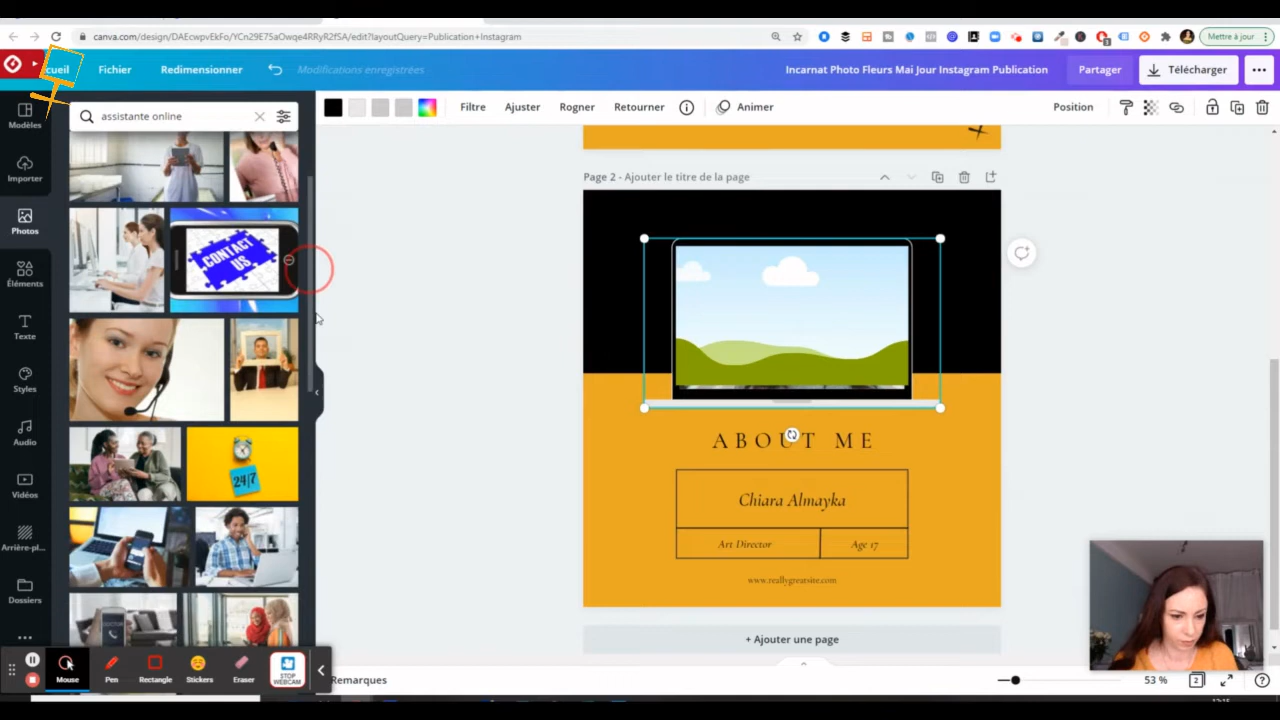 canva.com/design/DAEcwpvEkFo/YCn29E75aOwqe4RRyR2fSA/edit?layoutQuery=Publication+Instagram
Mettre à jour
cueil
Fichier
Redimensionner
Modifications enregistrées
Incarnat Photo Fleurs Mai Jour Instagram Publication
Partager
Télécharger
Modèles
Importer
Photos
Éléments
Texte
Styles
Audio
Vidéos
Arrière-pl...
Dossiers
assistante online
Filtre
Ajuster
Rogner
Retourner
Animer
Position
CONTACT
US
24/7
DOCTOR
Page 2 - Ajouter le titre de la page
ABOUT ME
Chiara Almayka
Art Director
Age 17
www.reallygreatsite.com
+ Ajouter une page
Mouse
Pen
Rectangle
Stickers
Eraser
STOP
WEBCAM
Remarques
53 %
2